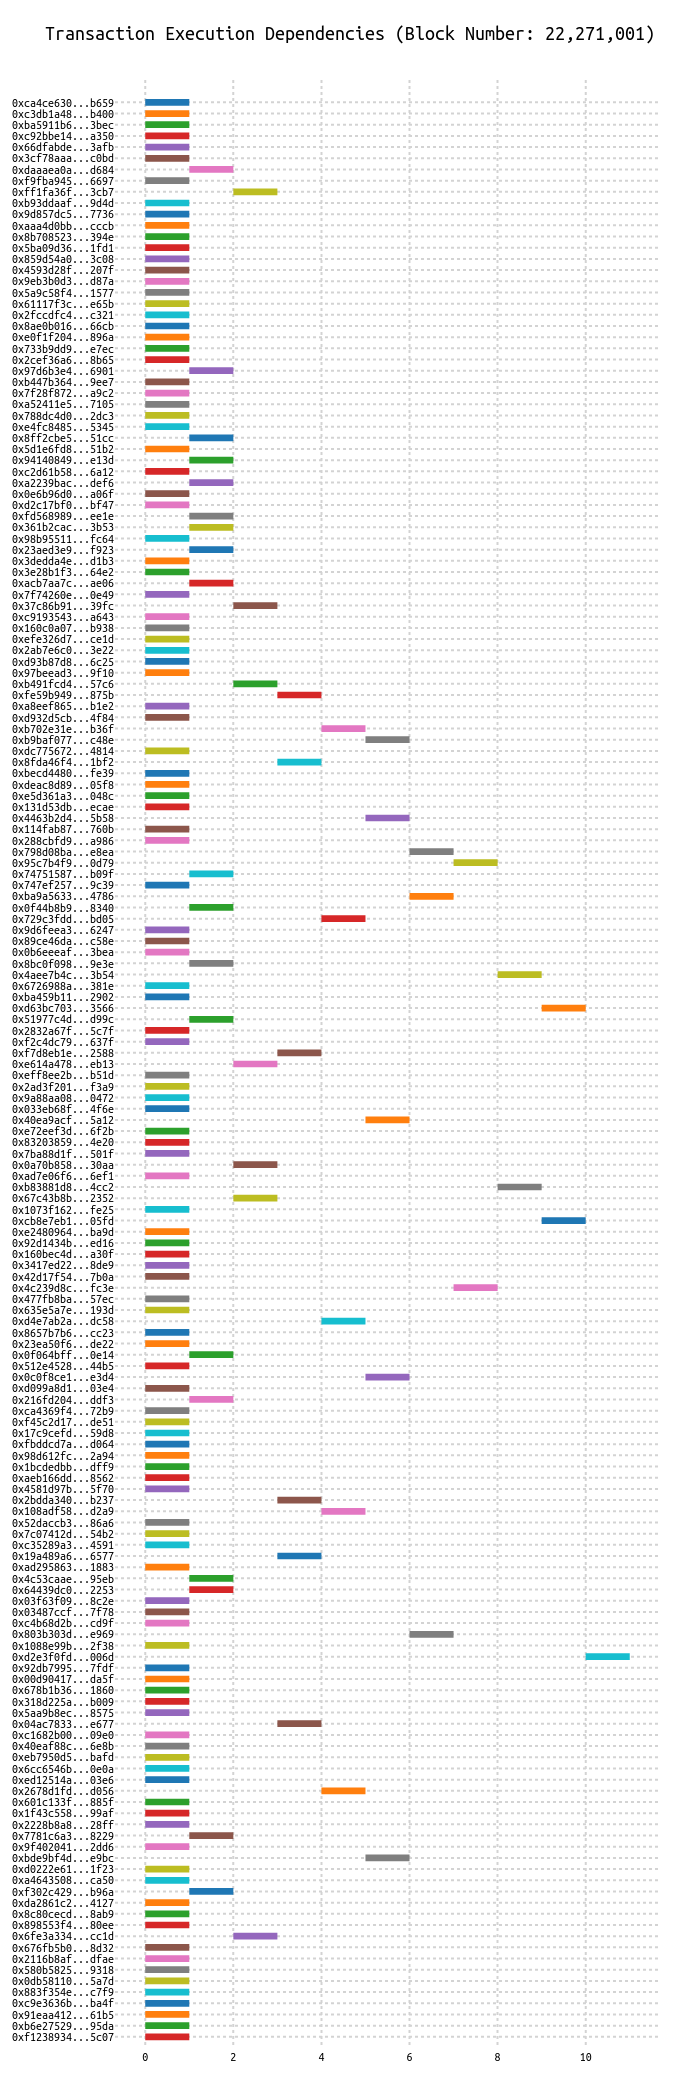 Transaction Execution Dependencies (Block Number: 22,271,001)
0xca4ce630...b659
0xc3db1a48...b400
0xba5911b6...3bec
0xc92bbe14...a350
0x66dfabde...3afb
0x3cf78aaa...c0bd
0xdaaaea0a...d684
0xf9fba945...6697
0xff1fa36f...3cb7
0xb93ddaaf...9d4d
0x9d857dc5...7736
0xaaa4d0bb...cccb
0x8b708523...394e
0x5ba09d36...1fd1
0x859d54a0...3c08
0x4593d28f...207f
0x9eb3b0d3...d87a
0x5a9c58f4...1577
0x61117f3c...e65b
0x2fccdfc4...c321
0x8ae0b016...66cb
0xe0f1f204...896a
0x733b9dd9...e7ec
0x2cef36a6...8b65
0x97d6b3e4...6901
0xb447b364...9ee7
0x7f28f872...a9c2
0xa52411e5...7105
0x788dc4d0...2dc3
0xe4fc8485...5345
0x8ff2cbe5...51cc
0x5d1e6fd8...51b2
0x94140849...e13d
0xc2d61b58...6a12
0xa2239bac...def6
0x0e6b96d0...a06f
0xd2c17bf0...bf47
0xfd568989...ee1e
0x361b2cac...3b53
0x98b95511...fc64
0x23aed3e9...f923
0x3dedda4e...d1b3
0x3e28b1f3...64e2
0xacb7aa7c...ae06
0x7f74260e...0e49
0x37c86b91...39fc
0xc9193543...a643
0x160c0a07...b938
0xefe326d7...ce1d
0x2ab7e6c0...3e22
0xd93b87d8...6c25
0x97beead3...9f10
0xb491fcd4...57c6
0xfe59b949...875b
0xa8eef865...b1e2
0xd932d5cb...4f84
0xb702e31e...b36f
0xb9baf077...c48e
0xdc775672...4814
0x8fda46f4...1bf2
0xbecd4480...fe39
0xdeac8d89...05f8
0xe5d361a3...048c
0x131d53db...ecae
0x4463b2d4...5b58
0x114fab87...760b
0x288cbfd9...a986
0x798d08ba...e8ea
0x95c7b4f9...0d79
0x74751587...b09f
0x747ef257...9c39
0xba9a5633...4786
0x0f44b8b9...8340
0x729c3fdd...bd05
0x9d6feea3...6247
0x89ce46da...c58e
0x0b6eeeaf...3bea
0x8bc0f098...9e3e
0x4aee7b4c...3b54
0x6726988a...381e
0xba459b11...2902
0xd63bc703...3566
0x51977c4d...d99c
0x2832a67f...5c7f
0xf2c4dc79...637f
0xf7d8eb1e...2588
0xe614a478...eb13
0xeff8ee2b...b51d
0x2ad3f201...f3a9
0x9a88aa08...0472
0x033eb68f...4f6e
0x40ea9acf...5a12
0xe72eef3d...6f2b
0x83203859...4e20
0x7ba88d1f...501f
0x0a70b858...30aa
0xad7e06f6...6ef1
0xb83881d8...4cc2
0x67c43b8b...2352
0x1073f162...fe25
0xcb8e7eb1...05fd
0xe2480964...ba9d
0x92d1434b...ed16
0x160bec4d...a30f
0x3417ed22...8de9
0x42d17f54...7b0a
0x4c239d8c...fc3e
0x477fb8ba...57ec
0x635e5a7e...193d
0xd4e7ab2a...dc58
0x8657b7b6...cc23
0x23ea50f6...de22
0x0f064bff...0e14
0x512e4528...44b5
0x0c0f8ce1...e3d4
0xd099a8d1...03e4
0x216fd204...ddf3
0xca4369f4...72b9
0xf45c2d17...de51
0x17c9cefd...59d8
0xfbddcd7a...d064
0x98d612fc...2a94
0x1bcdedbb...dff9
0xaeb166dd...8562
0x4581d97b...5f70
0x2bdda340...b237
0x108adf58...d2a9
0x52daccb3...86a6
0x7c07412d...54b2
0xc35289a3...4591
0x19a489a6...6577
0xad295863...1883
0x4c53caae...95eb
0x64439dc0...2253
0x03f63f09...8c2e
0x03487ccf...7f78
0xc4b68d2b...cd9f
0x803b303d...e969
0x1088e99b...2f38
0xd2e3f0fd...006d
0x92db7995...7fdf
0x00d90417...da5f
0x678b1b36...1860
0x318d225a...b009
0x5aa9b8ec...8575
0x04ac7833...e677
0xc1682b00...09e0
0x40eaf88c...6e8b
0xeb7950d5...bafd
0x6cc6546b...0e0a
0xed12514a...03e6
0x2678d1fd...d056
0x601c133f...885f
0x1f43c558...99af
0x2228b8a8...28ff
0x7781c6a3...8229
0x9f402041...2dd6
0xbde9bf4d...e9bc
0xd0222e61...1f23
0xa4643508...ca50
0xf302c429...b96a
0xda2861c2...4127
0x8c80cecd...8ab9
0x898553f4...80ee
0x6fe3a334...cc1d
0x676fb5b0...8d32
0x2116b8af...dfae
0x580b5825...9318
0x0db58110...5a7d
0x883f354e...c7f9
0xc9e3636b...ba4f
0x91eaa412...61b5
0xb6e27529...95da
0xf1238934...5c07
0 2 4 6 8 10